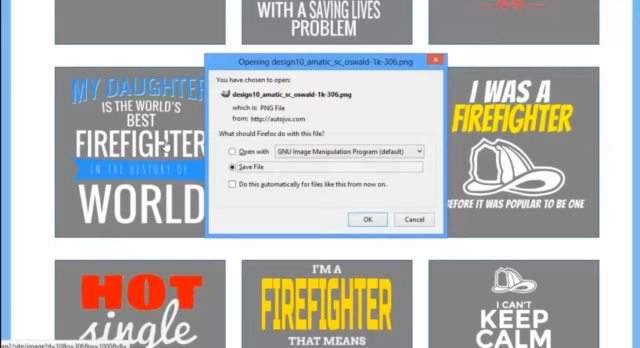 WITH A SAVING LIVES
PROBLEM
Opening design10_amatic_sc_oswald-1k-306.png
You have chosen to open:
design10_amatic_sc_oswald-1k-306.png
which is: PNG File
from: http://autojvx.com
What should Firefox do with this file?
Open with
GNU Image Manipulation Program (default)
Save File
Do this automatically for files like this from now on.
OK
Cancel
MY DAUGHTER
IS THE WORLD'S
BEST
FIREFIGHTER
IN THE HISTORY OF
WORLD
I WAS A
FIREFIGHTER
BEFORE IT WAS POPULAR TO BE ONE
HOT
single
I'M A
FIREFIGHTER
THAT MEANS
I CAN'T
KEEP
CALM